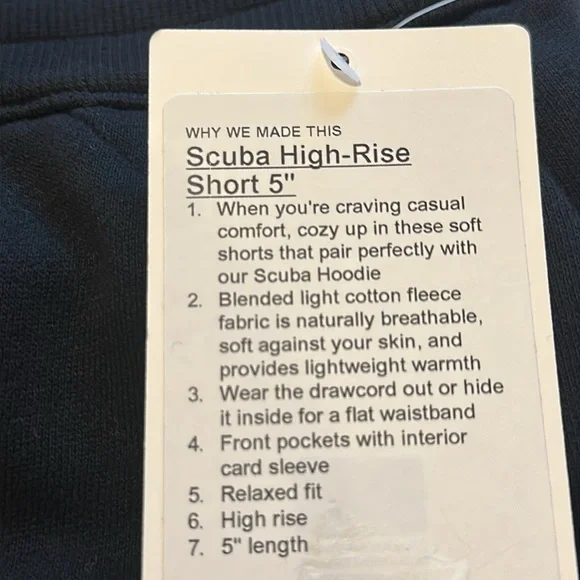 WHY WE MADE THIS
Scuba High-Rise
Short 5"
1. When you're craving casual
comfort, cozy up in these soft
shorts that pair perfectly with
our Scuba Hoodie
2. Blended light cotton fleece
fabric is naturally breathable,
soft against your skin, and
provides lightweight warmth
3. Wear the drawcord out or hide
it inside for a flat waistband
4. Front pockets with interior
card sleeve
5. Relaxed fit
6. High rise
7. 5" length